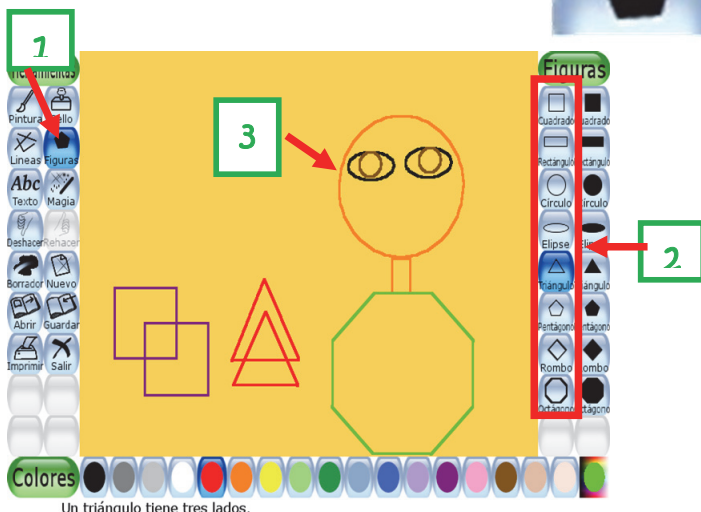 1
Herramientas
Figuras
Pintura Sello
Cuadrado Cuadrado
3
Lineas Figuras
Rectángulo Rectángulo
Abc
Texto Magia
Círculo Círculo
Deshacer Rehacer
Elipse Elipse
2
Borrador Nuevo
Triángulo Triángulo
Abrir Guardar
Pentágono Pentágono
Imprimir Salir
Rombo Rombo
Octágono Octágono
Colores
Un triángulo tiene tres lados.